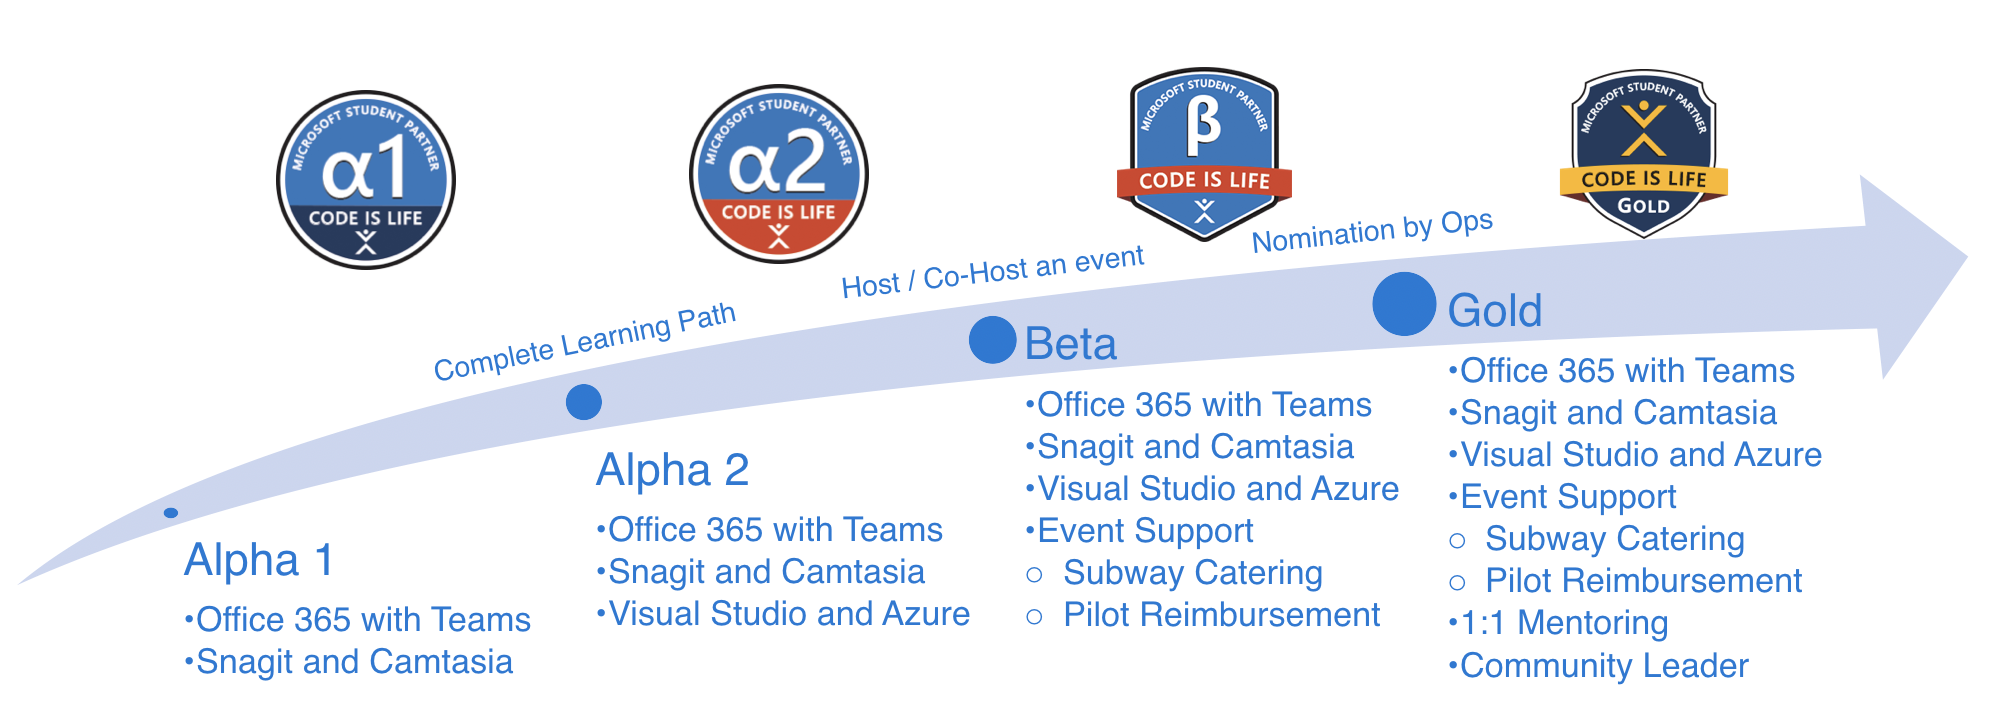 MICROSOFT STUDENT PARTNER
α1
CODE IS LIFE
MICROSOFT STUDENT PARTNER
α2
CODE IS LIFE
MICROSOFT STUDENT PARTNER
β
CODE IS LIFE
MICROSOFT STUDENT PARTNER
CODE IS LIFE
GOLD
Complete Learning Path
Host / Co-Host an event
Nomination by Ops
Alpha 1
•Office 365 with Teams
•Snagit and Camtasia
Alpha 2
•Office 365 with Teams
•Snagit and Camtasia
•Visual Studio and Azure
Beta
•Office 365 with Teams
•Snagit and Camtasia
•Visual Studio and Azure
•Event Support
○ Subway Catering
○ Pilot Reimbursement
Gold
•Office 365 with Teams
•Snagit and Camtasia
•Visual Studio and Azure
•Event Support
○ Subway Catering
○ Pilot Reimbursement
•1:1 Mentoring
•Community Leader